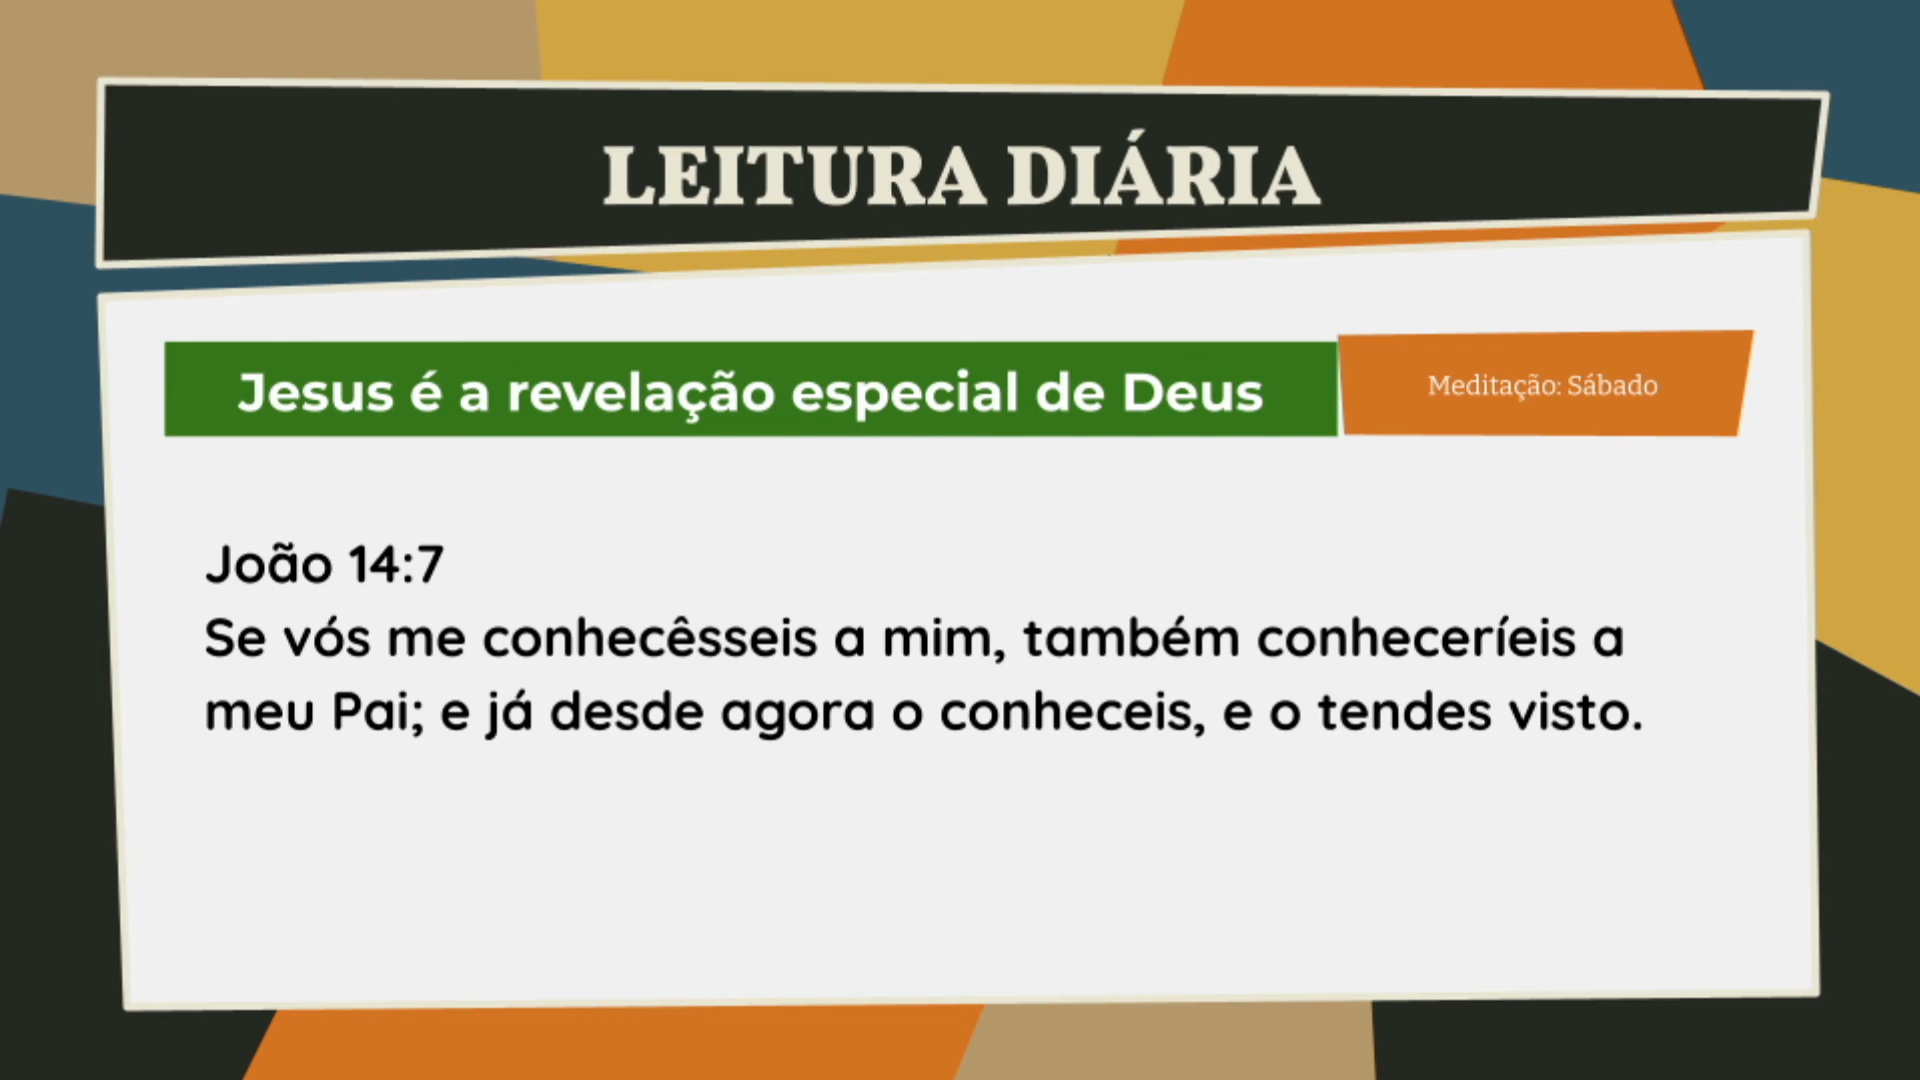 LEITURA DIÁRIA
Jesus é a revelação especial de Deus
Meditação: Sábado
João 14:7
Se vós me conhecêsseis a mim, também conheceríeis a
meu Pai; e já desde agora o conheceis, e o tendes visto.